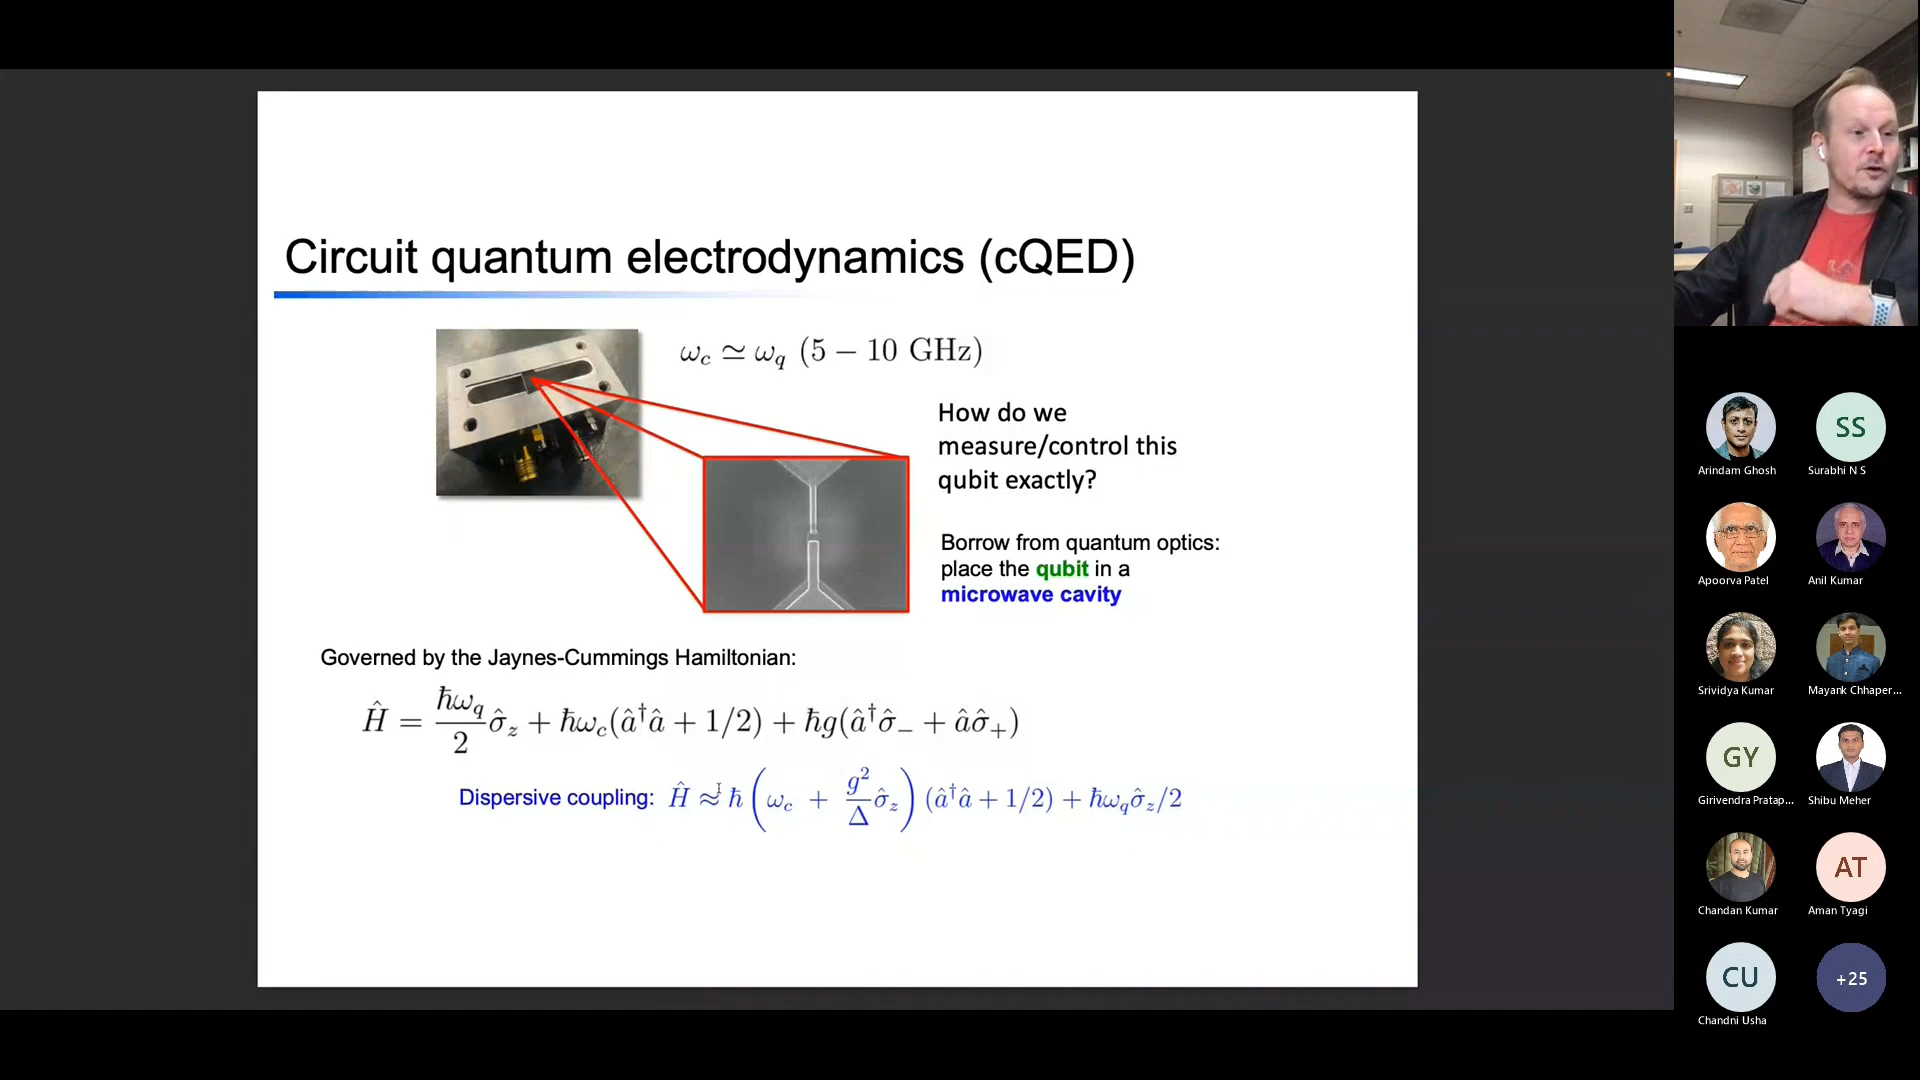 Circuit quantum electrodynamics (cQED)
ω_c ≃ ω_q (5 – 10 GHz)
How do we
measure/control this
qubit exactly?
Borrow from quantum optics:
place the qubit in a
microwave cavity
Governed by the Jaynes-Cummings Hamiltonian:
Ĥ = ħω_q/2 σ̂_z + ħω_c(â†â + 1/2) + ħg(â†σ̂_− + âσ̂_+)
Dispersive coupling: Ĥ ≈ ħ(ω_c + g²/Δ σ̂_z)(â†â + 1/2) + ħω_qσ̂_z/2
SS
Arindam Ghosh
Surabhi N S
Apoorva Patel
Anil Kumar
Srividya Kumar
Mayank Chhaper...
GY
Girivendra Pratap...
Shibu Meher
AT
Chandan Kumar
Aman Tyagi
CU
+25
Chandni Usha